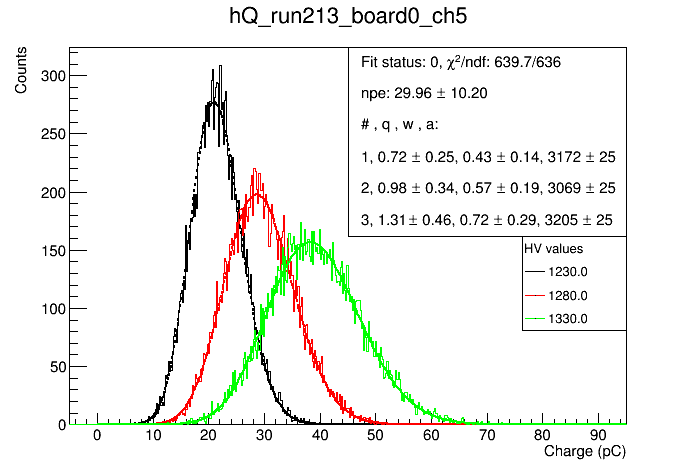 hQ_run213_board0_ch5
Counts
Fit status: 0, χ²/ndf: 639.7/636
npe: 29.96 ± 10.20
# , q , w , a:
1, 0.72 ± 0.25, 0.43 ± 0.14, 3172 ± 25
2, 0.98 ± 0.34, 0.57 ± 0.19, 3069 ± 25
3, 1.31± 0.46, 0.72 ± 0.29, 3205 ± 25
HV values
1230.0
1280.0
1330.0
300
250
200
150
100
50
0
0 10 20 30 40 50 60 70 80 90
Charge (pC)